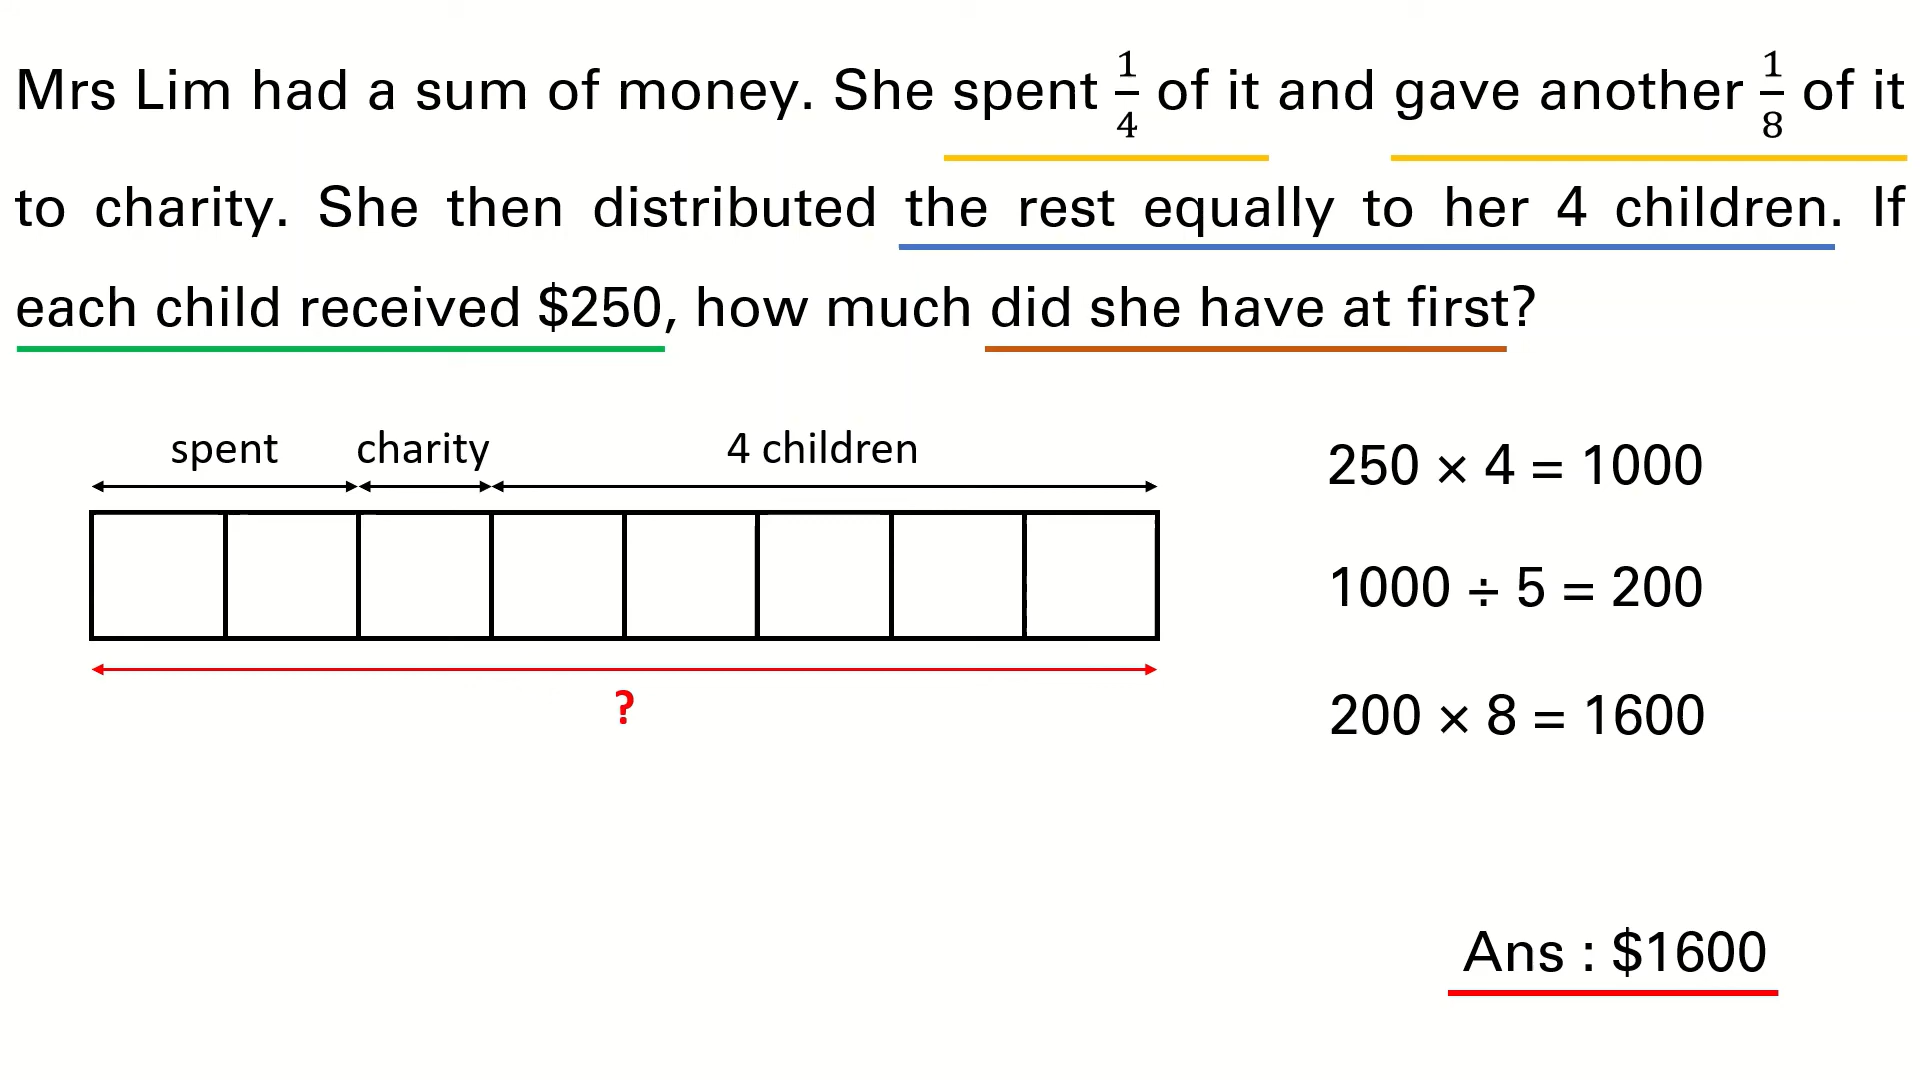 Mrs Lim had a sum of money. She spent 1/4 of it and gave another 1/8 of it
to charity. She then distributed the rest equally to her 4 children. If
each child received $250, how much did she have at first?
spent charity 4 children
250 × 4 = 1000
1000 ÷ 5 = 200
?
200 × 8 = 1600
Ans : $1600